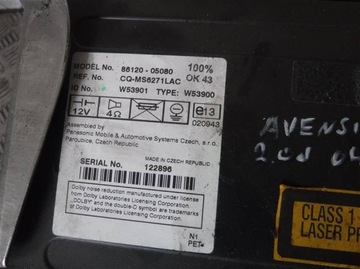 MODEL No. 86120 - 05080 100%
REF. No. CQ-MS6271LAC OK 43
ID No W53901 TYPE: W53900
12V 4Ω e13
020943
Assembled by
Panasonic Mobile & Automotive Systems Czech, s.r.o.
Pardubice, Czech Republic
MADE IN CZECH REPUBLIC
SERIAL No. 122896
Dolby noise reduction manufactured under license
from Dolby Laboratories Licensing Corporation.
"DOLBY" and the double-D symbol are trademarks
of Dolby Laboratories Licensing Corporation.
N1
PET
AVENSI
CLASS 1
LASER PR